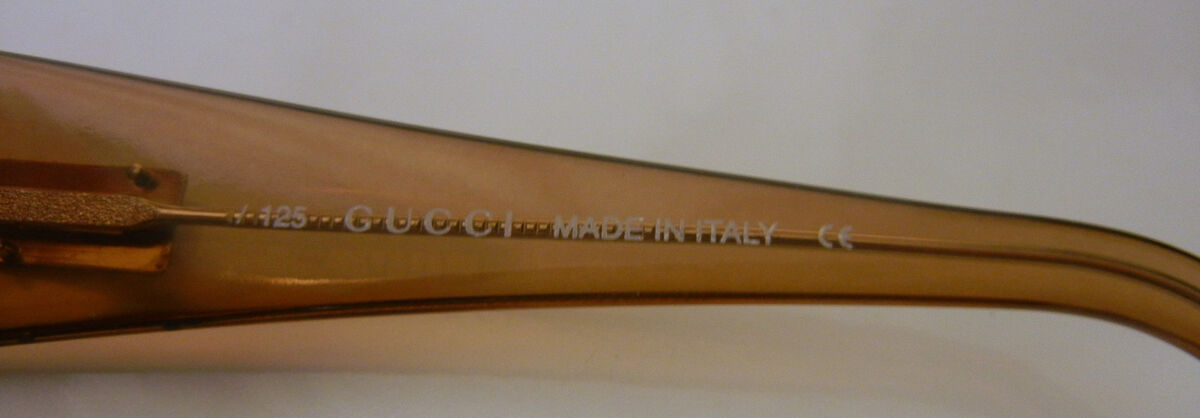 125 GUCCI MADE IN ITALY CE